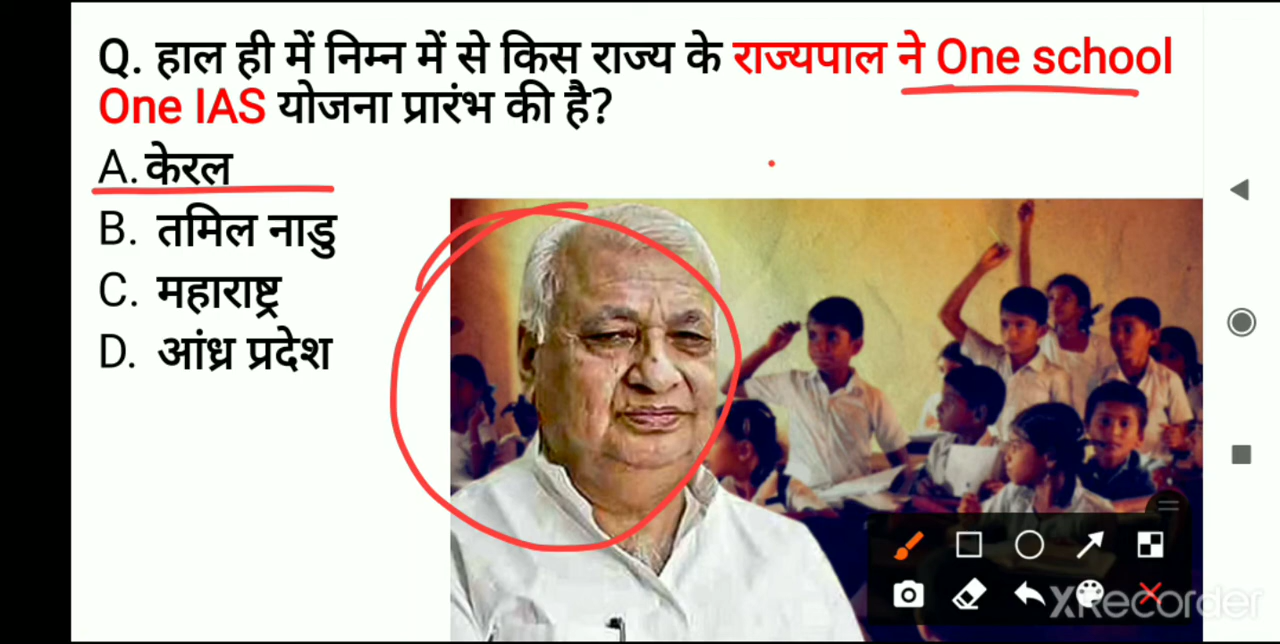 Q. हाल ही में निम्न में से किस राज्य के राज्यपाल ने One school
One IAS योजना प्रारंभ की है?
A. केरल
B. तमिल नाडु
C. महाराष्ट्र
D. आंध्र प्रदेश
XRecorder